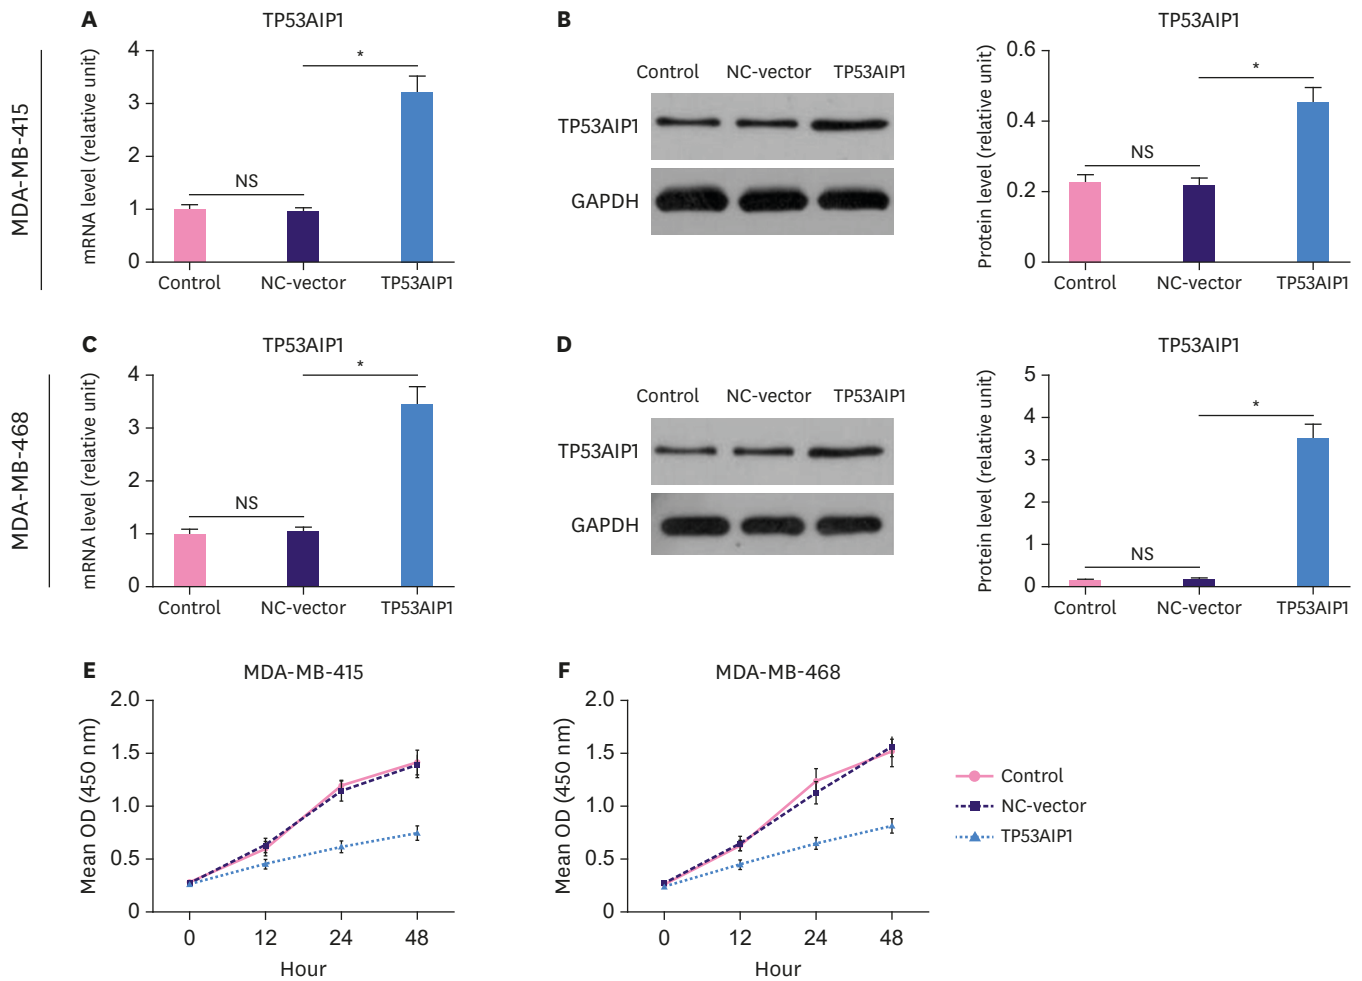 MDA-MB-415
A
TP53AIP1
mRNA level (relative unit)
4
3
2
1
0
NS
*
Control
NC-vector
TP53AIP1
B
Control
NC-vector
TP53AIP1
TP53AIP1
GAPDH
TP53AIP1
Protein level (relative unit)
0.6
0.4
0.2
0
NS
*
Control
NC-vector
TP53AIP1
MDA-MB-468
C
TP53AIP1
mRNA level (relative unit)
4
3
2
1
0
NS
*
Control
NC-vector
TP53AIP1
D
Control
NC-vector
TP53AIP1
TP53AIP1
GAPDH
TP53AIP1
Protein level (relative unit)
5
4
3
2
1
0
NS
*
Control
NC-vector
TP53AIP1
E
MDA-MB-415
Mean OD (450 nm)
2.0
1.5
1.0
0.5
0
0
12
24
48
Hour
F
MDA-MB-468
Mean OD (450 nm)
2.0
1.5
1.0
0.5
0
0
12
24
48
Hour
Control
NC-vector
TP53AIP1